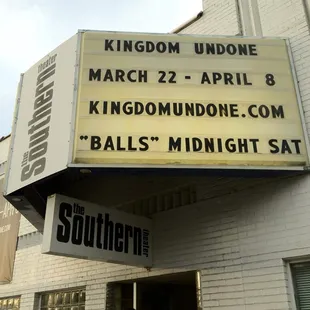 KINGDOM UNDONE
MARCH 22 - APRIL 8
KINGDOMUNDONE.COM
"BALLS" MIDNIGHT SAT
the Southern theater
the Southern theater